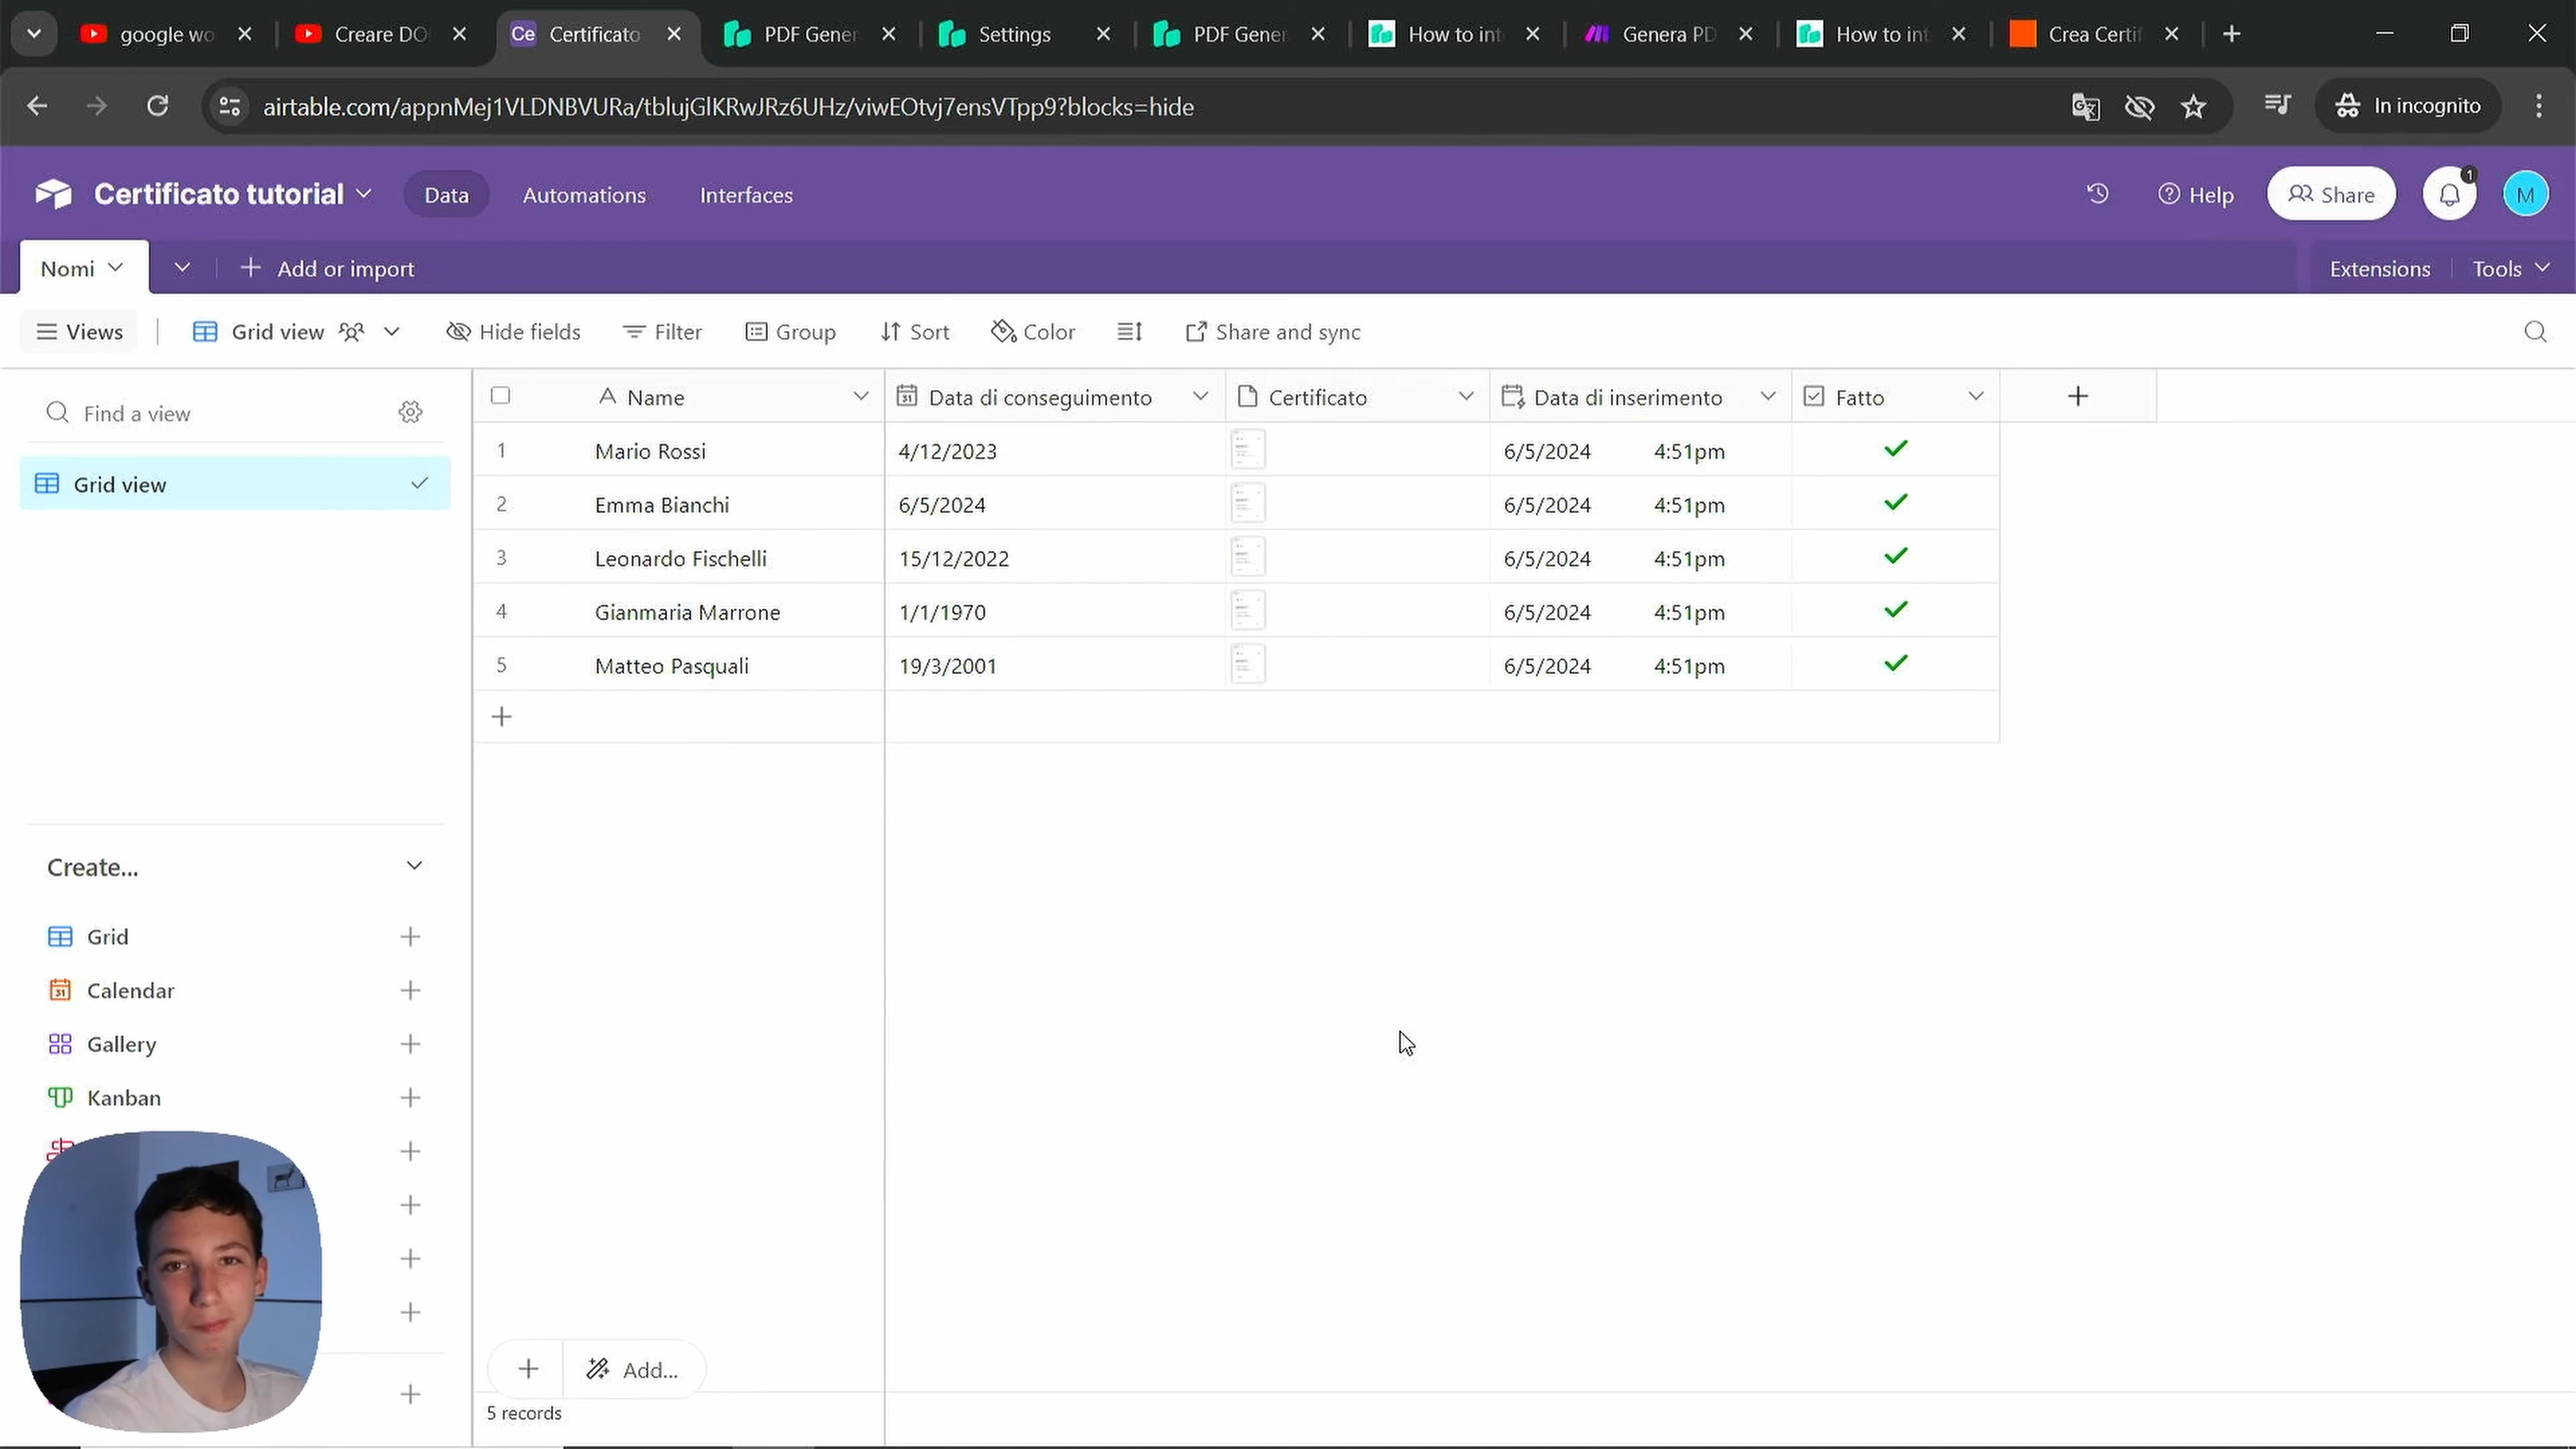 google wo
Creare DO
Ce Certificato
PDF Gener
Settings
PDF Gener
How to int
Genera PD
How to int
Crea Certif
airtable.com/appnMej1VLDNBVURa/tblujGlKRwJRz6UHz/viwEOtvj7ensVTpp9?blocks=hide
In incognito
Certificato tutorial
Data
Automations
Interfaces
Help
Share
1
M
Nomi
Add or import
Extensions
Tools
Views
Grid view
Hide fields
Filter
Group
Sort
Color
Share and sync
Find a view
Grid view
Name Data di conseguimento Certificato Data di inserimento Fatto
1 Mario Rossi 4/12/2023 6/5/2024 4:51pm
2 Emma Bianchi 6/5/2024 6/5/2024 4:51pm
3 Leonardo Fischelli 15/12/2022 6/5/2024 4:51pm
4 Gianmaria Marrone 1/1/1970 6/5/2024 4:51pm
5 Matteo Pasquali 19/3/2001 6/5/2024 4:51pm
Create...
Grid
Calendar
Gallery
Kanban
Add...
5 records